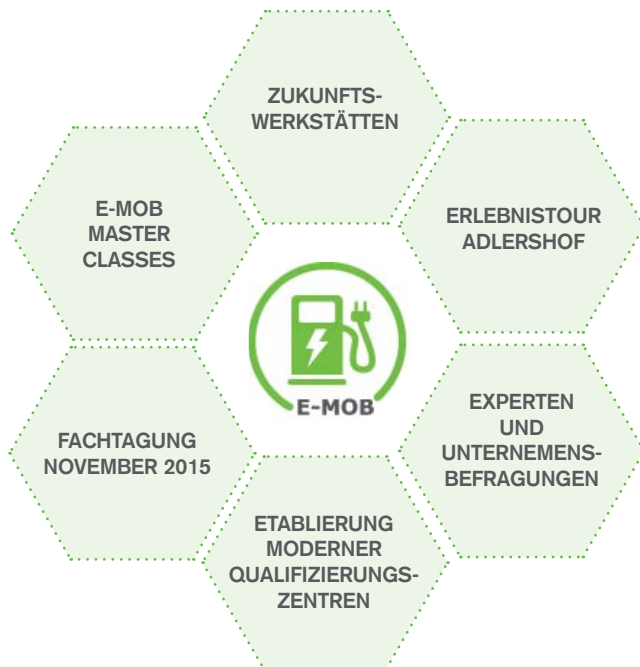 ZUKUNFTS-
WERKSTÄTTEN
E-MOB
MASTER
CLASSES
ERLEBNISTOUR
ADLERSHOF
E-MOB
FACHTAGUNG
NOVEMBER 2015
EXPERTEN
UND
UNTERNEMENS-
BEFRAGUNGEN
ETABLIERUNG
MODERNER
QUALIFIZIERUNGS-
ZENTREN